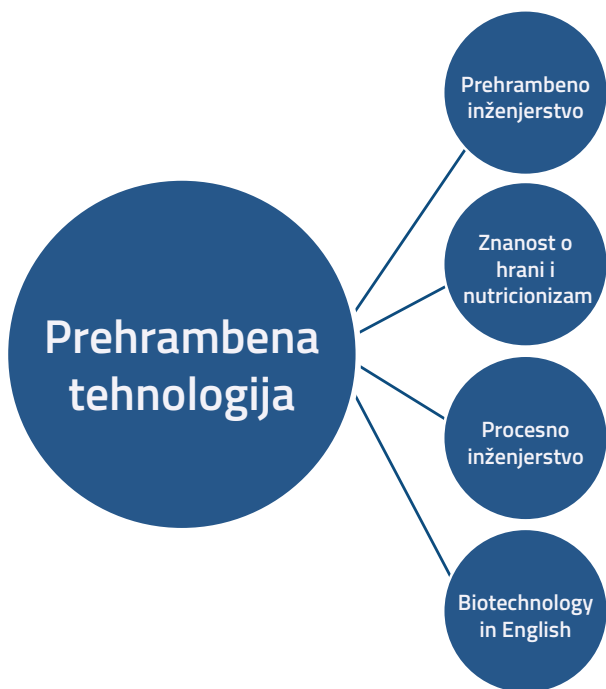 Prehrambeno
inženjerstvo
Znanost o
hrani i
nutricionizam
Prehrambena
tehnologija
Procesno
inženjerstvo
Biotechnology
in English